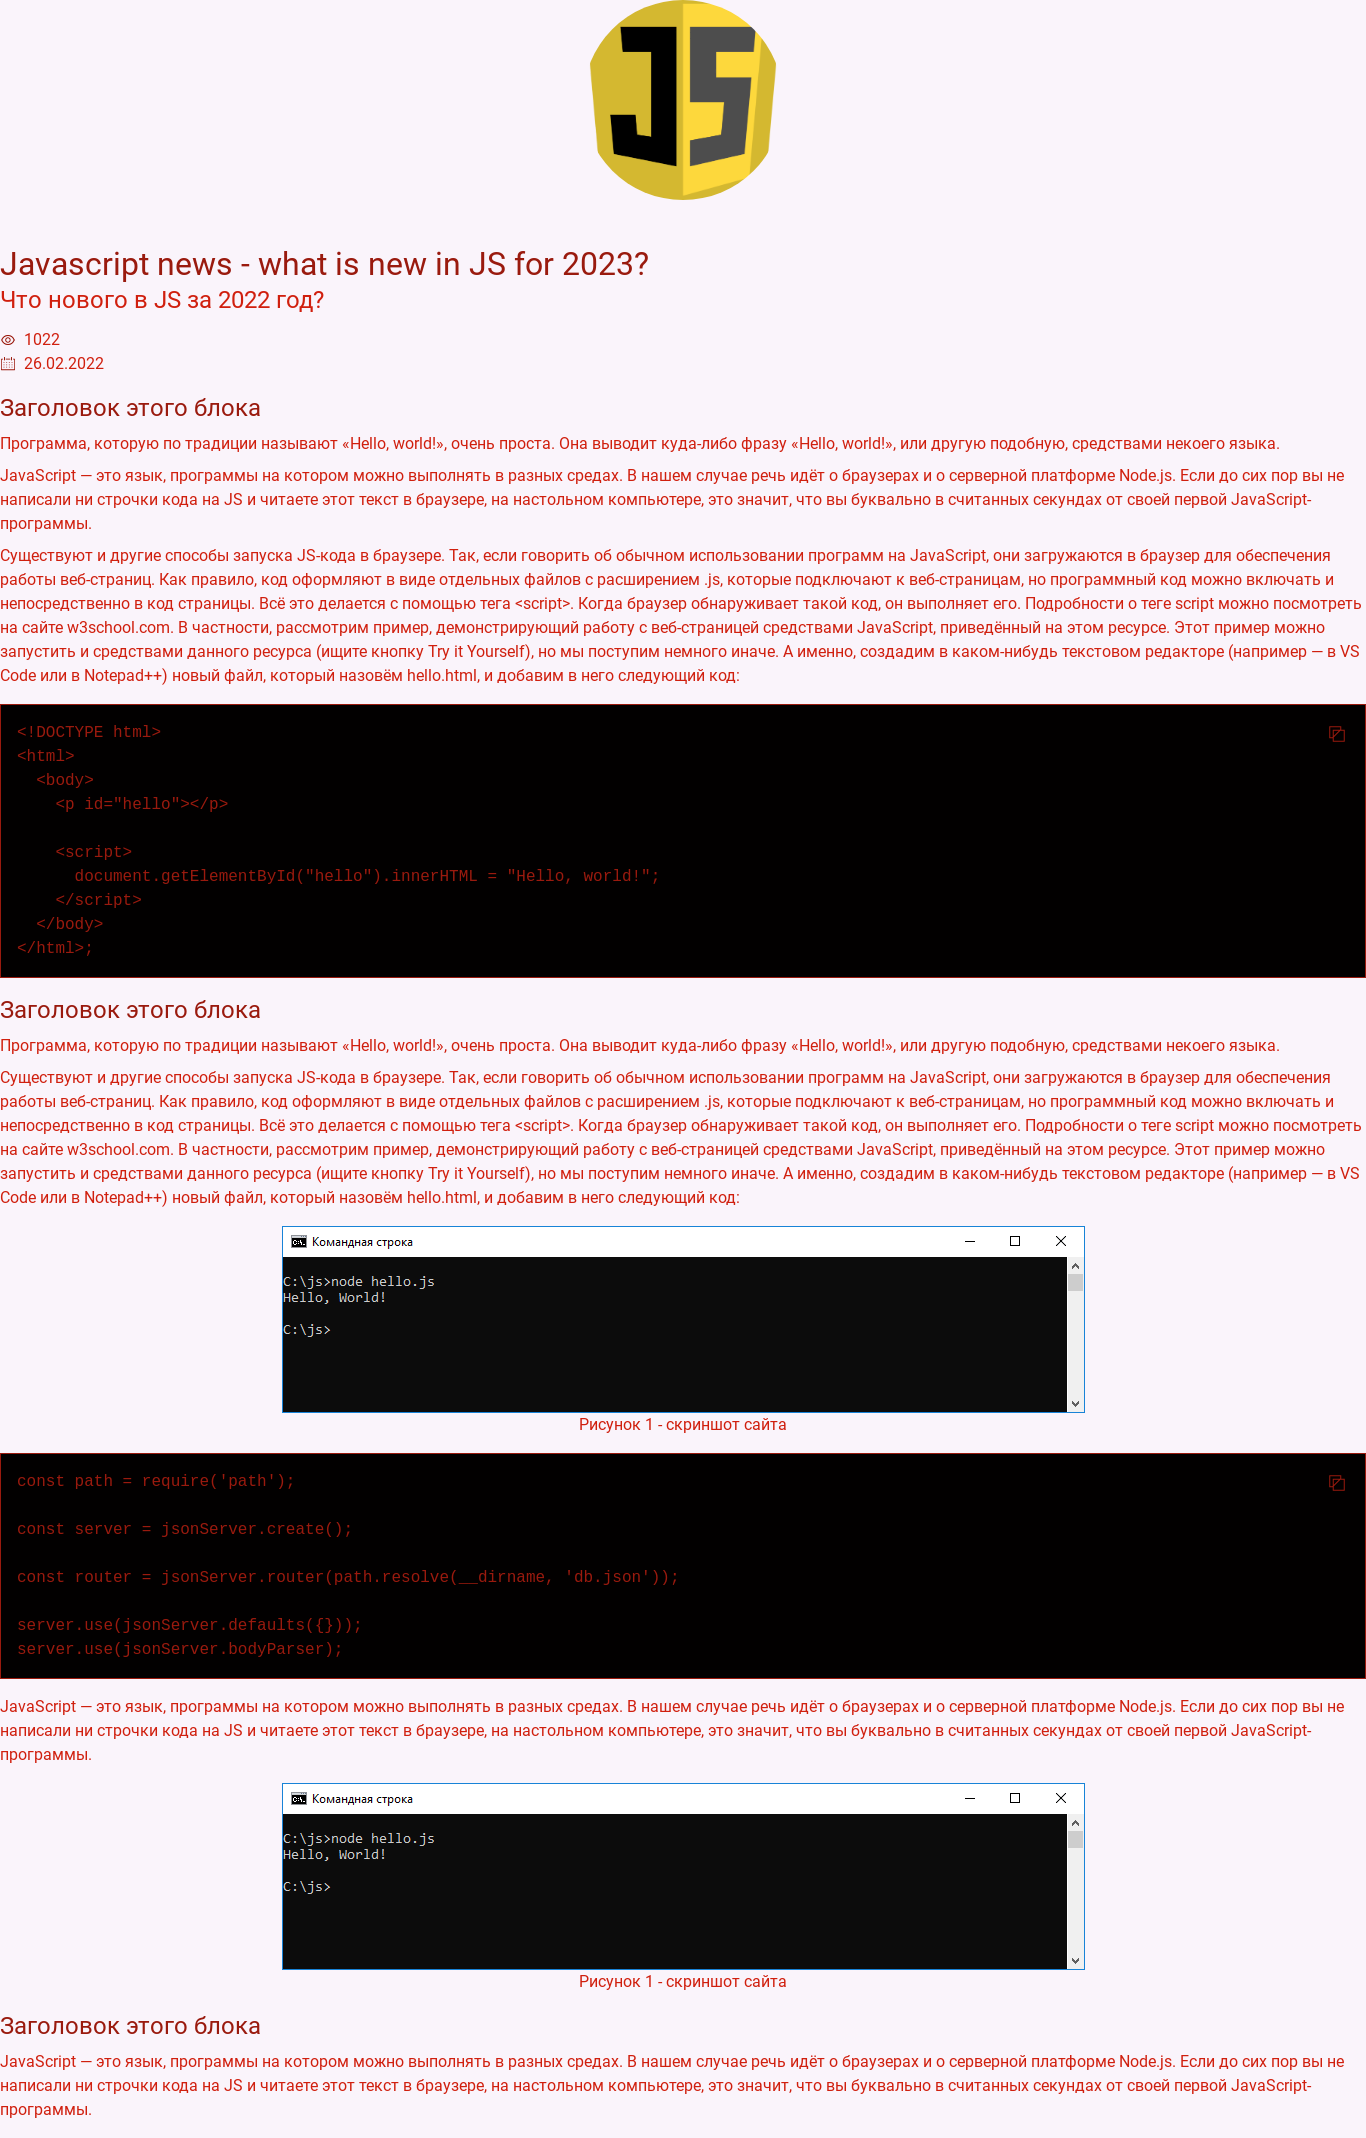 JS
Javascript news - what is new in JS for 2023?
Что нового в JS за 2022 год?
1022
26.02.2022
Заголовок этого блока
Программа, которую по традиции называют «Hello, world!», очень проста. Она выводит куда-либо фразу «Hello, world!», или другую подобную, средствами некоего языка.
JavaScript — это язык, программы на котором можно выполнять в разных средах. В нашем случае речь идёт о браузерах и о серверной платформе Node.js. Если до сих пор вы не
написали ни строчки кода на JS и читаете этот текст в браузере, на настольном компьютере, это значит, что вы буквально в считанных секундах от своей первой JavaScript-
программы.
Существуют и другие способы запуска JS-кода в браузере. Так, если говорить об обычном использовании программ на JavaScript, они загружаются в браузер для обеспечения
работы веб-страниц. Как правило, код оформляют в виде отдельных файлов с расширением .js, которые подключают к веб-страницам, но программный код можно включать и
непосредственно в код страницы. Всё это делается с помощью тега <script>. Когда браузер обнаруживает такой код, он выполняет его. Подробности о теге script можно посмотреть
на сайте w3school.com. В частности, рассмотрим пример, демонстрирующий работу с веб-страницей средствами JavaScript, приведённый на этом ресурсе. Этот пример можно
запустить и средствами данного ресурса (ищите кнопку Try it Yourself), но мы поступим немного иначе. А именно, создадим в каком-нибудь текстовом редакторе (например — в VS
Code или в Notepad++) новый файл, который назовём hello.html, и добавим в него следующий код:
<!DOCTYPE html>
<html>
  <body>
    <p id="hello"></p>

    <script>
      document.getElementById("hello").innerHTML = "Hello, world!";
    </script>
  </body>
</html>;
Заголовок этого блока
Программа, которую по традиции называют «Hello, world!», очень проста. Она выводит куда-либо фразу «Hello, world!», или другую подобную, средствами некоего языка.
Существуют и другие способы запуска JS-кода в браузере. Так, если говорить об обычном использовании программ на JavaScript, они загружаются в браузер для обеспечения
работы веб-страниц. Как правило, код оформляют в виде отдельных файлов с расширением .js, которые подключают к веб-страницам, но программный код можно включать и
непосредственно в код страницы. Всё это делается с помощью тега <script>. Когда браузер обнаруживает такой код, он выполняет его. Подробности о теге script можно посмотреть
на сайте w3school.com. В частности, рассмотрим пример, демонстрирующий работу с веб-страницей средствами JavaScript, приведённый на этом ресурсе. Этот пример можно
запустить и средствами данного ресурса (ищите кнопку Try it Yourself), но мы поступим немного иначе. А именно, создадим в каком-нибудь текстовом редакторе (например — в VS
Code или в Notepad++) новый файл, который назовём hello.html, и добавим в него следующий код:
Командная строка
C:\js>node hello.js
Hello, World!
C:\js>
Рисунок 1 - скриншот сайта
const path = require('path');

const server = jsonServer.create();

const router = jsonServer.router(path.resolve(__dirname, 'db.json'));

server.use(jsonServer.defaults({}));
server.use(jsonServer.bodyParser);
JavaScript — это язык, программы на котором можно выполнять в разных средах. В нашем случае речь идёт о браузерах и о серверной платформе Node.js. Если до сих пор вы не
написали ни строчки кода на JS и читаете этот текст в браузере, на настольном компьютере, это значит, что вы буквально в считанных секундах от своей первой JavaScript-
программы.
Командная строка
C:\js>node hello.js
Hello, World!
C:\js>
Рисунок 1 - скриншот сайта
Заголовок этого блока
JavaScript — это язык, программы на котором можно выполнять в разных средах. В нашем случае речь идёт о браузерах и о серверной платформе Node.js. Если до сих пор вы не
написали ни строчки кода на JS и читаете этот текст в браузере, на настольном компьютере, это значит, что вы буквально в считанных секундах от своей первой JavaScript-
программы.